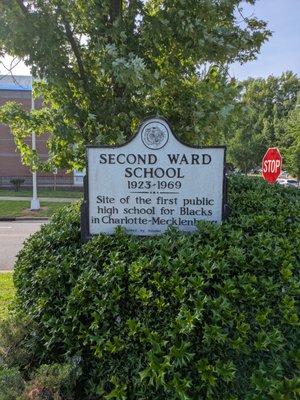 SECOND WARD
SCHOOL
1923-1969
Site of the first public
high school for Blacks
in Charlotte-Mecklenburg
STOP